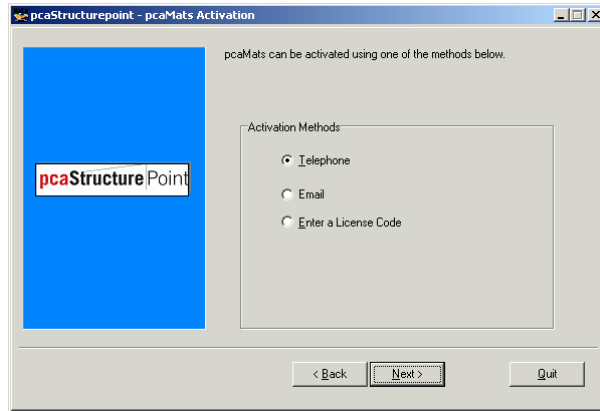 pcaStructurepoint - pcaMats Activation
pcaMats can be activated using one of the methods below.
Activation Methods
Telephone
pcaStructurePoint
Email
Enter a License Code
< Back
Next >
Quit